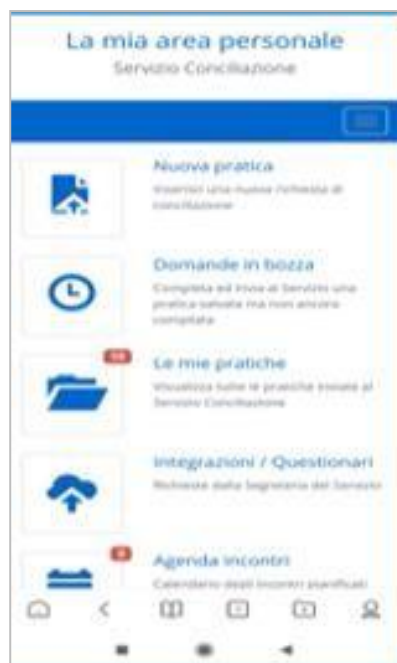 La mia area personale
Servizio Conciliazione
Nuova pratica
Inserisci una nuova richiesta di
conciliazione
Domande in bozza
Completa ed invia al Servizio una
pratica salvata ma non ancora
compilata
Le mie pratiche
Visualizza tutte le pratiche inviate al
Servizio Conciliazione
Integrazioni / Questionari
Richieste dalla Segreteria del Servizio
Agenda incontri
Calendario degli incontri pianificati